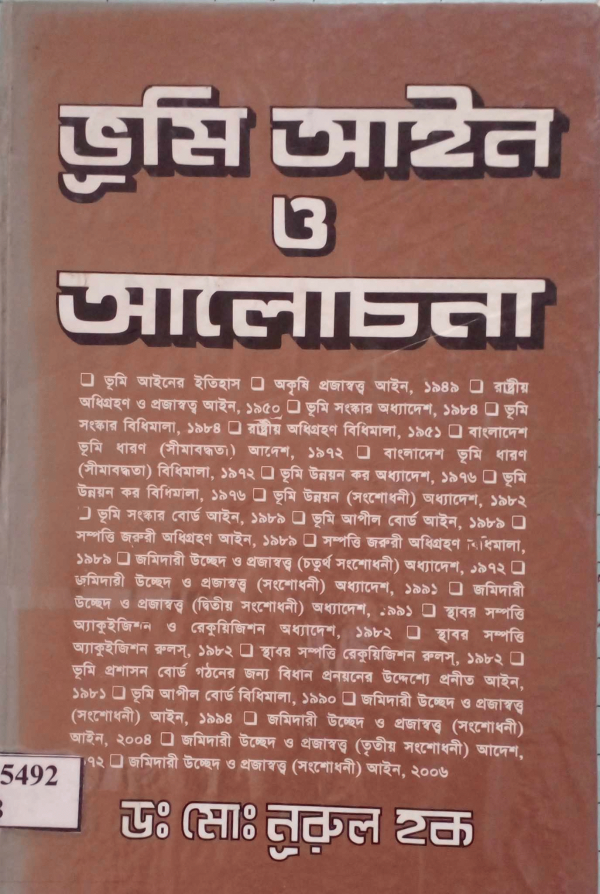 ভূমি আইন
ও
আলোচনা
❑ ভূমি আইনের ইতিহাস ❑ অকৃষি প্রজাস্বত্ত্ব আইন, ১৯৪৯ ❑ রাষ্ট্রীয়
অধিগ্রহণ ও প্রজাস্বত্ব আইন, ১৯৫০ ❑ ভূমি সংস্কার অধ্যাদেশ, ১৯৮৪ ❑ ভূমি
সংস্কার বিধিমালা, ১৯৮৪ ❑ রাষ্ট্রীয় অধিগ্রহণ বিধিমালা, ১৯৫১ ❑ বাংলাদেশ
ভূমি ধারণ (সীমাবদ্ধতা) আদেশ, ১৯৭২ ❑ বাংলাদেশ ভূমি ধারণ
(সীমাবদ্ধতা) বিধিমালা, ১৯৭২ ❑ ভূমি উন্নয়ন কর অধ্যাদেশ, ১৯৭৬ ❑ ভূমি
উন্নয়ন কর বিধিমালা, ১৯৭৬ ❑ ভূমি উন্নয়ন (সংশোধনী) অধ্যাদেশ, ১৯৮২
❑ ভূমি সংস্কার বোর্ড আইন, ১৯৮৯ ❑ ভূমি আপীল বোর্ড আইন, ১৯৮৯ ❑
সম্পত্তি জরুরী অধিগ্রহণ আইন, ১৯৮৯ ❑ সম্পত্তি জরুরী অধিগ্রহণ বিধিমালা,
১৯৮৯ ❑ জমিদারী উচ্ছেদ ও প্রজাস্বত্ত্ব (চতুর্থ সংশোধনী) অধ্যাদেশ, ১৯৭২ ❑
জমিদারী উচ্ছেদ ও প্রজাস্বত্ত্ব (সংশোধনী) অধ্যাদেশ, ১৯৯১ ❑ জমিদারী
উচ্ছেদ ও প্রজাস্বত্ত্ব (দ্বিতীয় সংশোধনী) অধ্যাদেশ, ১৯৯১ ❑ স্থাবর সম্পত্তি
অ্যাকুইজিশন ও রেকুয়িজিশন অধ্যাদেশ, ১৯৮২ ❑ স্থাবর সম্পত্তি
অ্যাকুইজিশন রুলস্, ১৯৮২ ❑ স্থাবর সম্পত্তি রেকুয়িজিশন রুলস্, ১৯৮২ ❑
ভূমি প্রশাসন বোর্ড গঠনের জন্য বিধান প্রনয়নের উদ্দেশ্যে প্রনীত আইন,
১৯৮১ ❑ ভূমি আপীল বোর্ড বিধিমালা, ১৯৯০ ❑ জমিদারী উচ্ছেদ ও প্রজাস্বত্ত্ব
(সংশোধনী) আইন, ১৯৯৪ ❑ জমিদারী উচ্ছেদ ও প্রজাস্বত্ত্ব (সংশোধনী)
আইন, ২০০৪ ❑ জমিদারী উচ্ছেদ ও প্রজাস্বত্ত্ব (তৃতীয় সংশোধনী) আদেশ,
৭২ ❑ জমিদারী উচ্ছেদ ও প্রজাস্বত্ত্ব (সংশোধনী) আইন, ২০০৬
5492
ডঃ মোঃ নূরুল হক